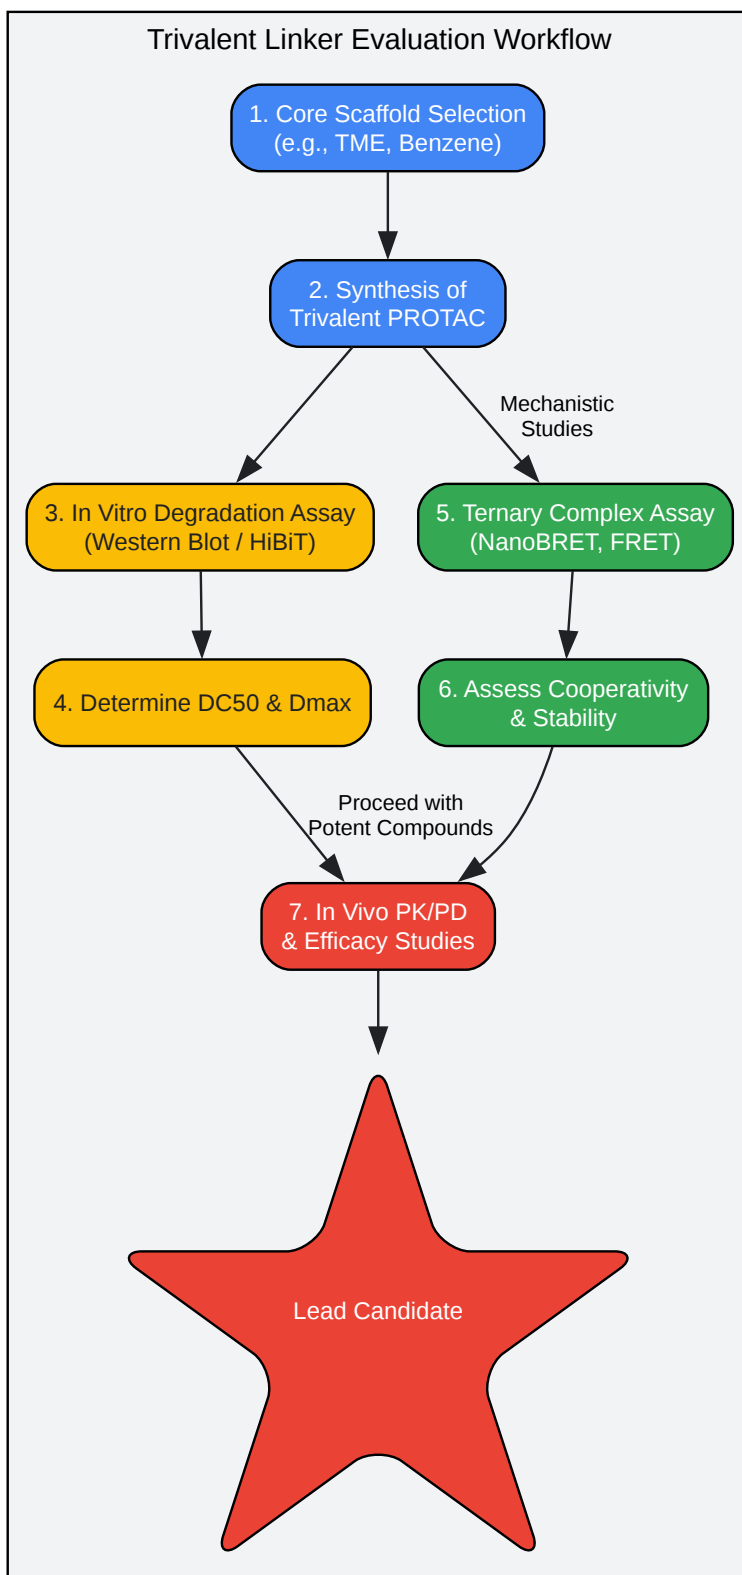 Trivalent Linker Evaluation Workflow
1. Core Scaffold Selection
(e.g., TME, Benzene)
2. Synthesis of
Trivalent PROTAC
Mechanistic
Studies
3. In Vitro Degradation Assay
(Western Blot / HiBiT)
5. Ternary Complex Assay
(NanoBRET, FRET)
4. Determine DC50 & Dmax
6. Assess Cooperativity
& Stability
Proceed with
Potent Compounds
7. In Vivo PK/PD
& Efficacy Studies
Lead Candidate